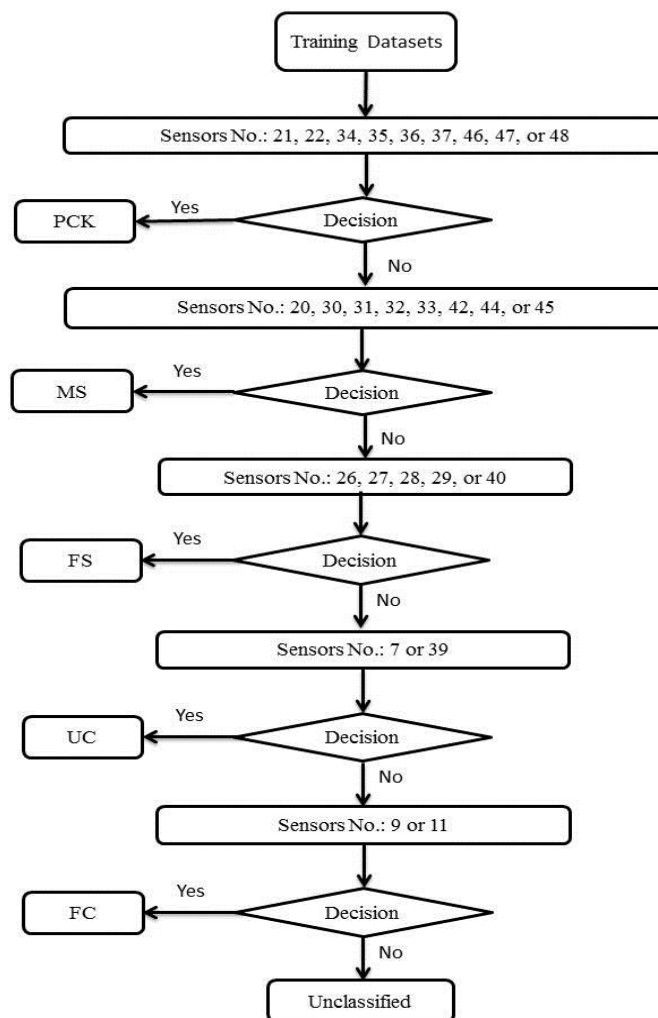 Training Datasets
Sensors No.: 21, 22, 34, 35, 36, 37, 46, 47, or 48
PCK
Yes
Decision
No
Sensors No.: 20, 30, 31, 32, 33, 42, 44, or 45
MS
Yes
Decision
No
Sensors No.: 26, 27, 28, 29, or 40
FS
Yes
Decision
No
Sensors No.: 7 or 39
UC
Yes
Decision
No
Sensors No.: 9 or 11
FC
Yes
Decision
No
Unclassified